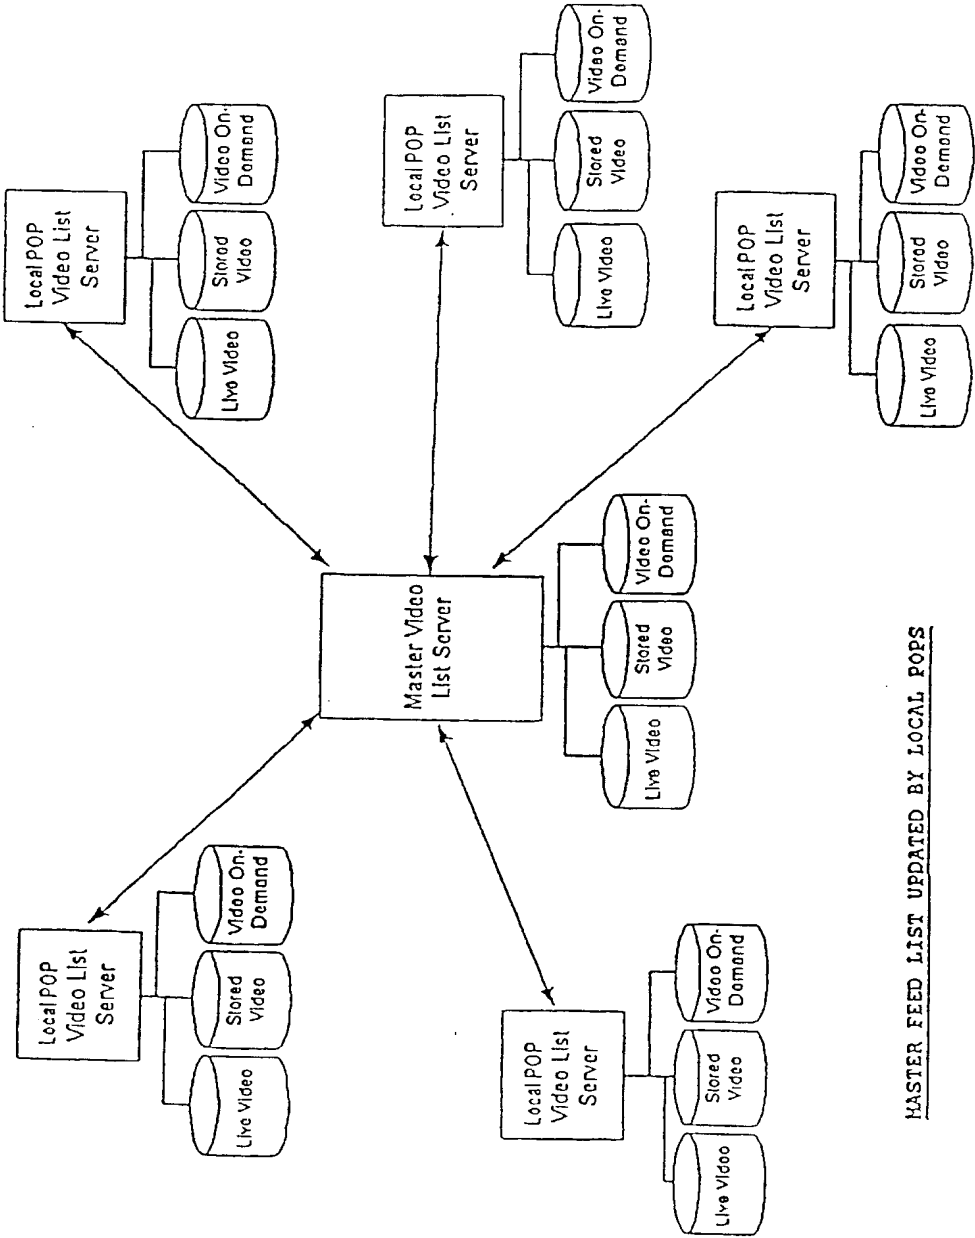 Local POP
Video List
Server
Live Video
Stored
Video
Video On-
Demand
Local POP
Video List
Server
Live Video
Stored
Video
Video On-
Demand
Local POP
Video List
Server
Live Video
Stored
Video
Video On-
Demand
Master Video
List Server
Live Video
Stored
Video
Video On-
Demand
Local POP
Video List
Server
Live Video
Stored
Video
Video On-
Demand
Local POP
Video List
Server
Live Video
Stored
Video
Video On-
Demand
MASTER FEED LIST UPDATED BY LOCAL POPS